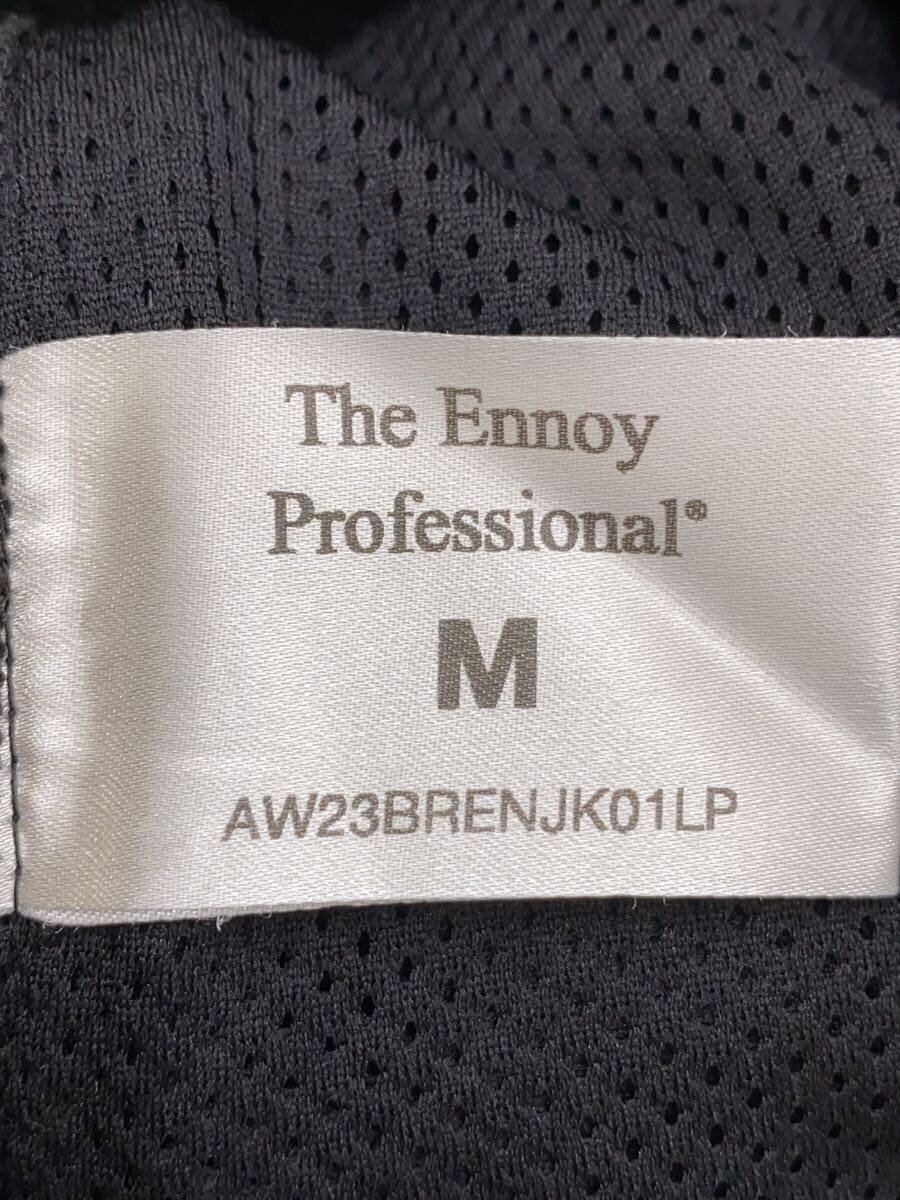 The Ennoy
Professional®
M
AW23BRENJK01LP